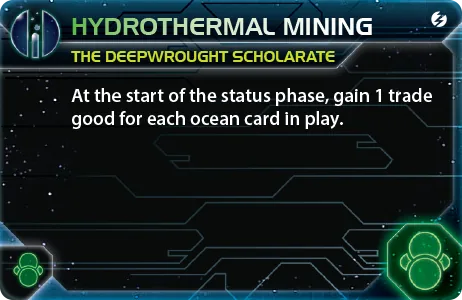 HYDROTHERMAL MINING
THE DEEPWROUGHT SCHOLARATE
At the start of the status phase, gain 1 trade
good for each ocean card in play.